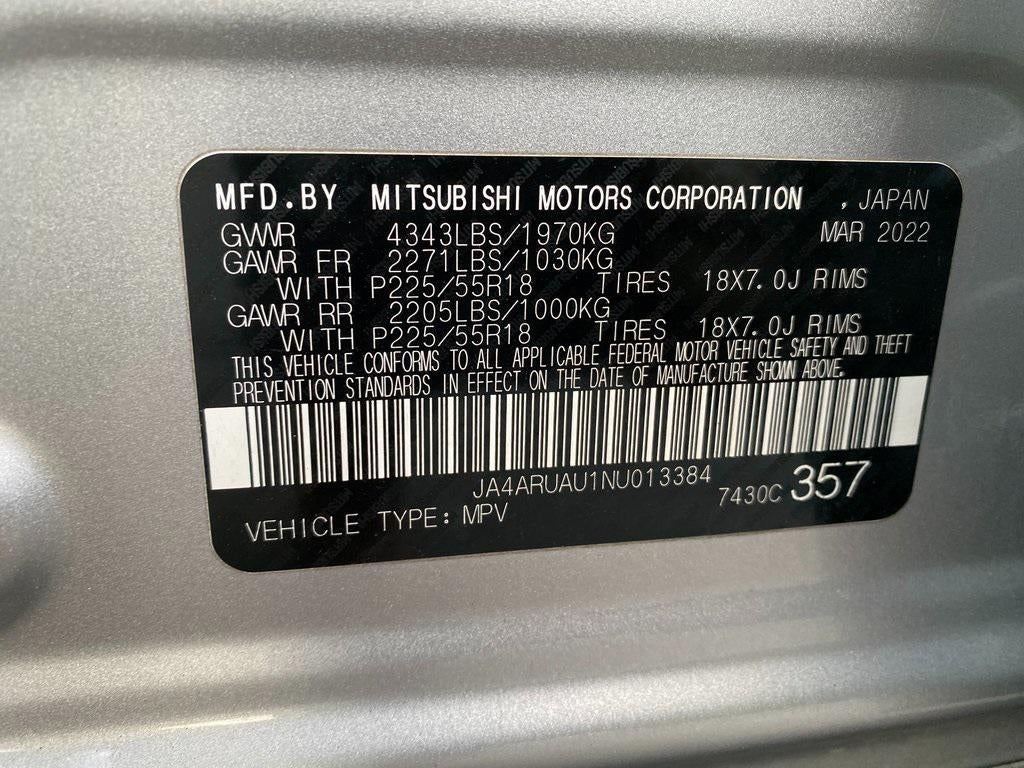 MFD.BY MITSUBISHI MOTORS CORPORATION , JAPAN
GVWR 4343LBS/1970KG MAR 2022
GAWR FR 2271LBS/1030KG
WITH P225/55R18 TIRES 18X7.0J RIMS
GAWR RR 2205LBS/1000KG
WITH P225/55R18 TIRES 18X7.0J RIMS
THIS VEHICLE CONFORMS TO ALL APPLICABLE FEDERAL MOTOR VEHICLE SAFETY AND THEFT
PREVENTION STANDARDS IN EFFECT ON THE DATE OF MANUFACTURE SHOWN ABOVE.
JA4ARUAU1NU013384
7430C 357
VEHICLE TYPE: MPV